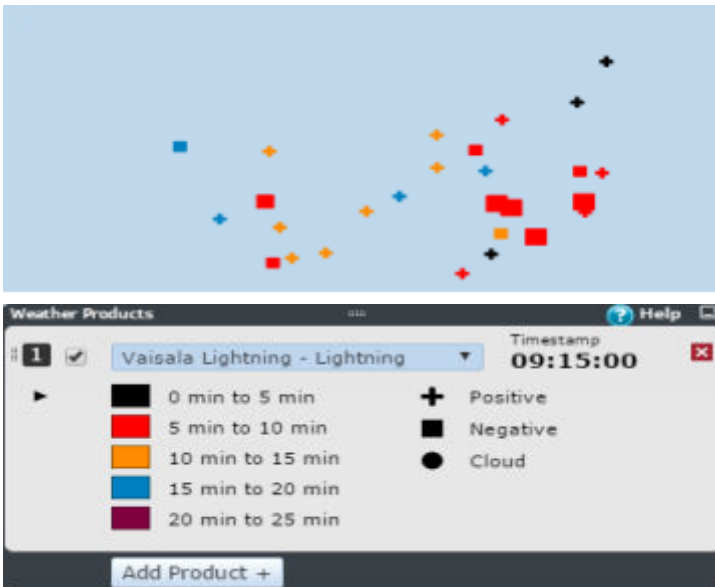 Weather Products
Help
1
Vaisala Lightning - Lightning
Timestamp
09:15:00
0 min to 5 min
Positive
5 min to 10 min
Negative
10 min to 15 min
Cloud
15 min to 20 min
20 min to 25 min
Add Product +